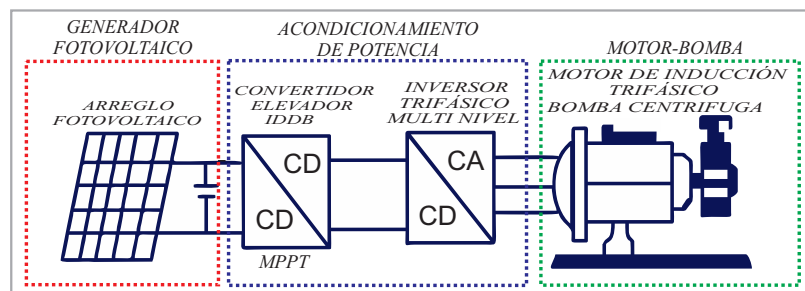 GENERADOR
FOTOVOLTAICO
ACONDICIONAMIENTO
DE POTENCIA
MOTOR-BOMBA
ARREGLO
FOTOVOLTAICO
CONVERTIDOR
ELEVADOR
IDDB
INVERSOR
TRIFÁSICO
MULTI NIVEL
MOTOR DE INDUCCIÓN
TRIFÁSICO
BOMBA CENTRIFUGA
CD
CD
CA
CD
MPPT